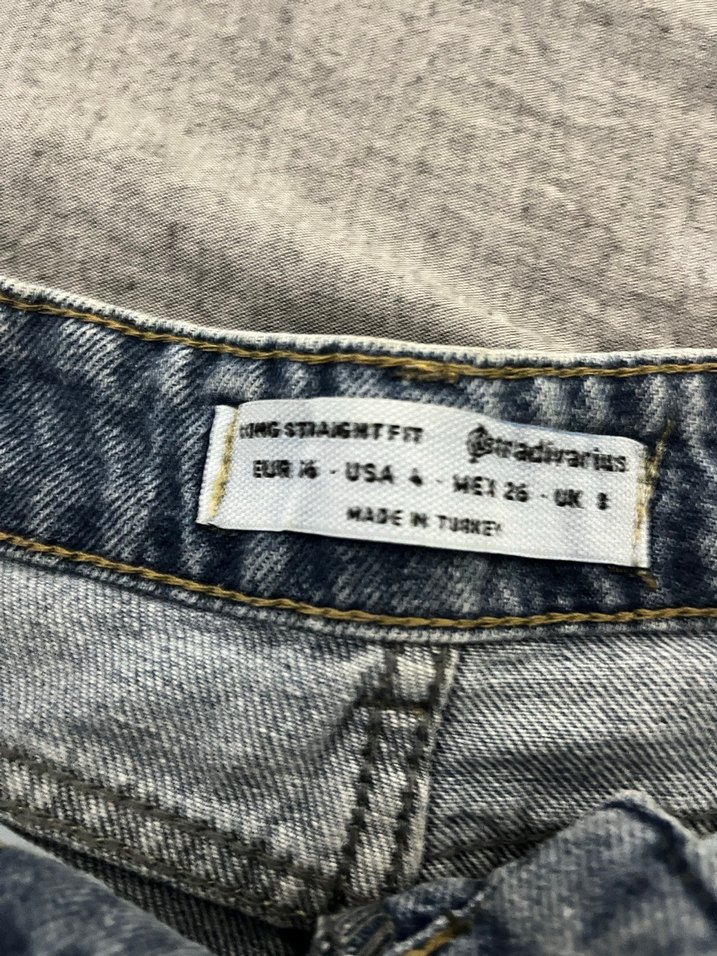 LONG STRAIGHT FIT Stradivarius
EUR 36 · USA 4 · MEX 26 · UK 8
MADE IN TURKEY